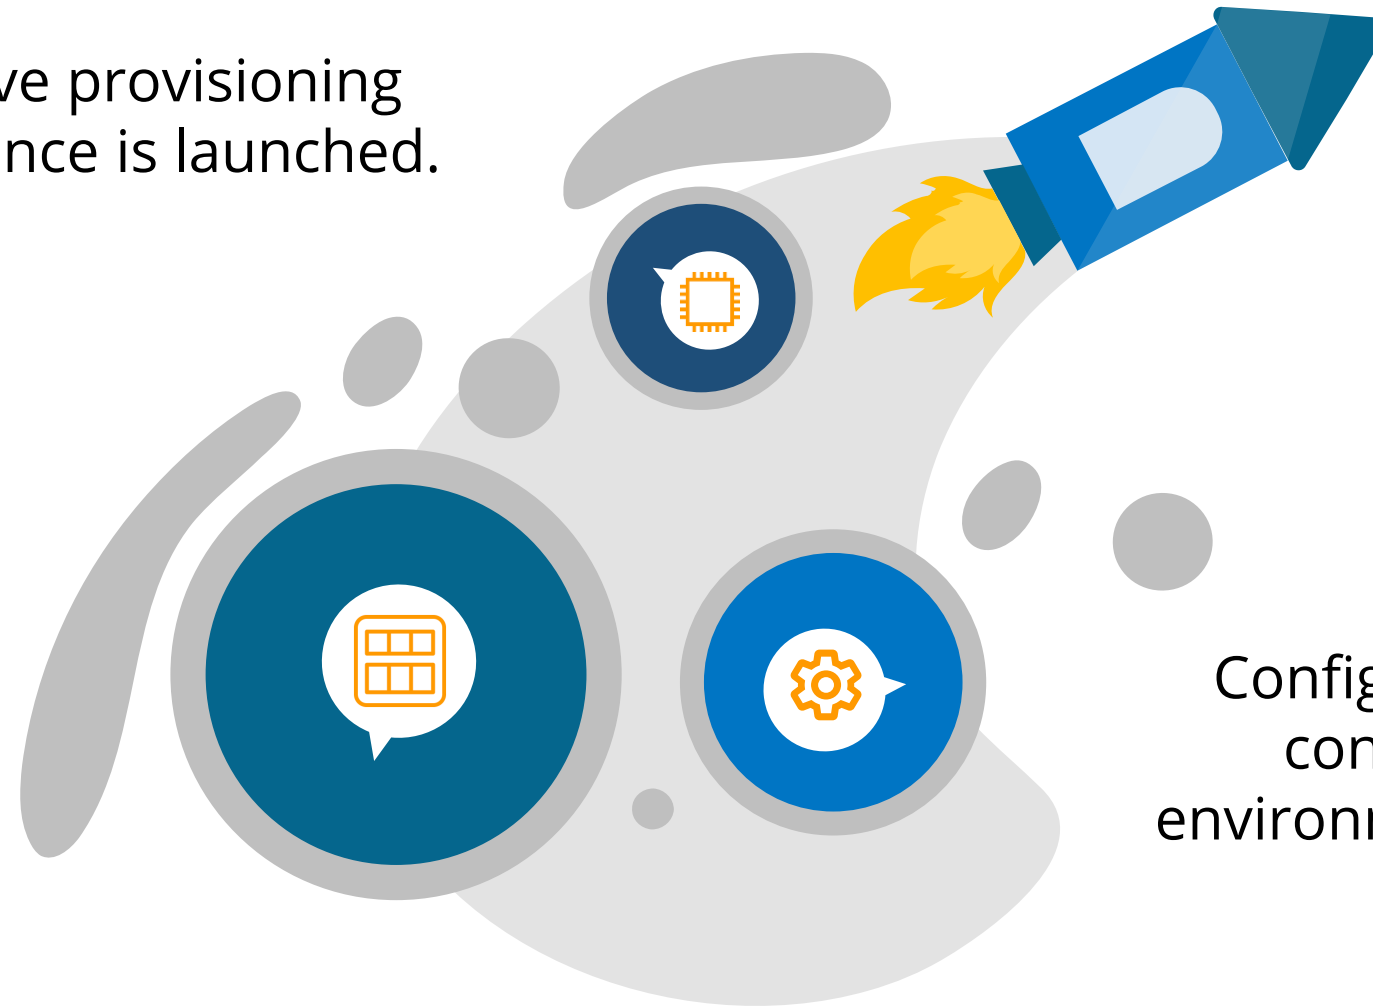 ve provisioning
nce is launched.
Config
con
environ